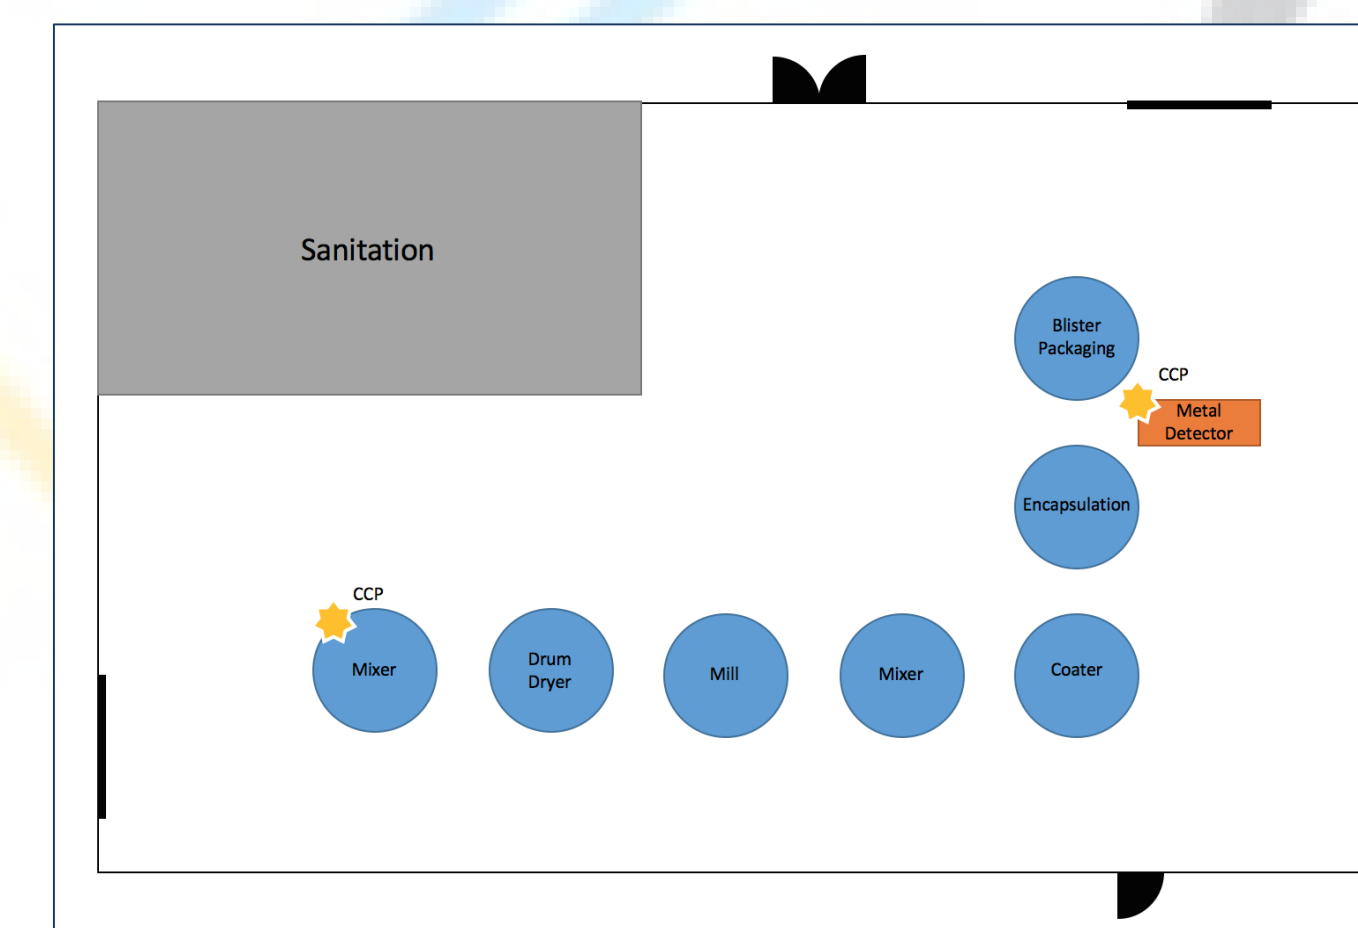 Sanitation
Blister
Packaging
CCP
Metal
Detector
Encapsulation
CCP
Mixer
Drum
Dryer
Mill
Mixer
Coater